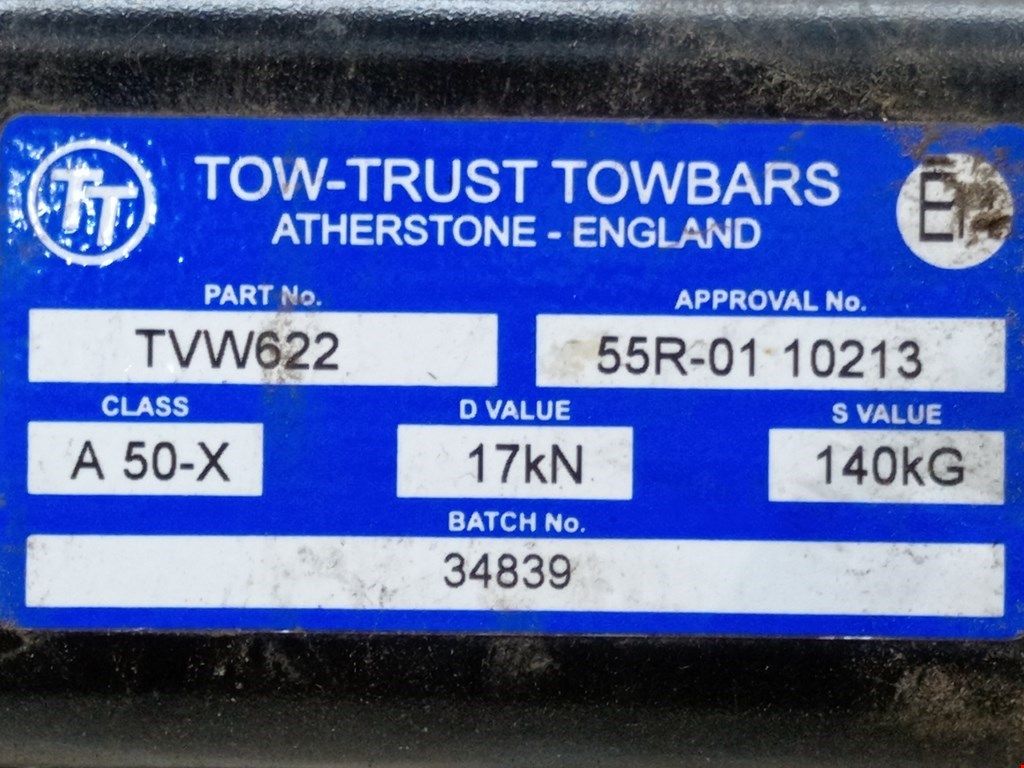 TT
TOW-TRUST TOWBARS
ATHERSTONE - ENGLAND
PART No.
APPROVAL No.
TVW622
55R-01 10213
CLASS
D VALUE
S VALUE
A 50-X
17kN
140kG
BATCH No.
34839